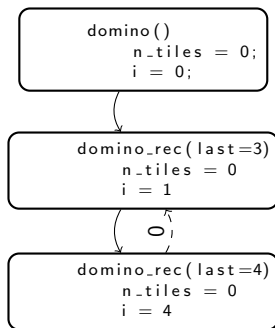 domino()
n_tiles = 0;
i = 0;
domino_rec(last=3)
n_tiles = 0
i = 1
0
domino_rec(last=4)
n_tiles = 0
i = 4